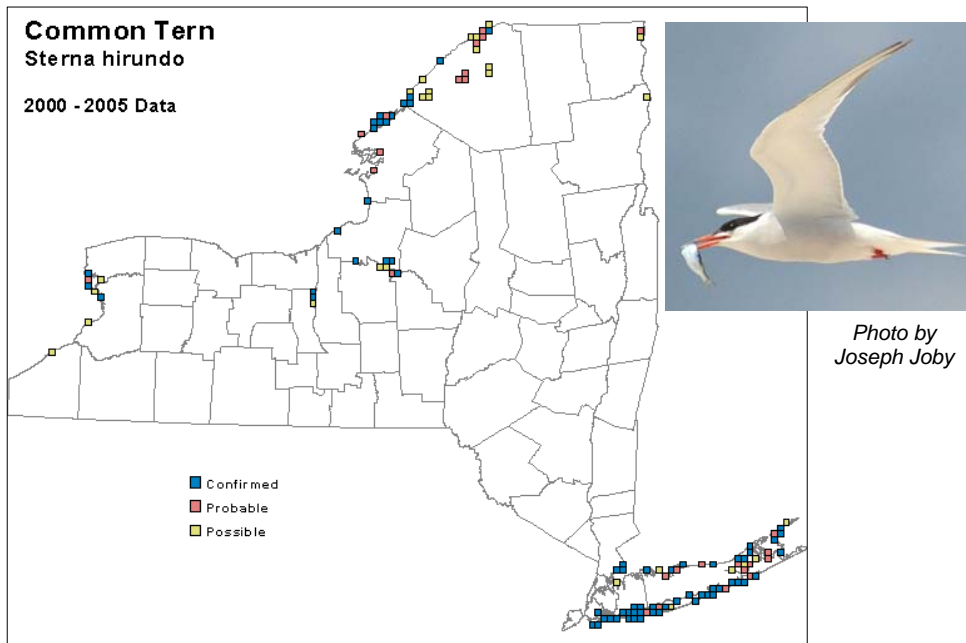 Common Tern
Sterna hirundo
2000 - 2005 Data
Confirmed
Probable
Possible
Photo by
Joseph Joby